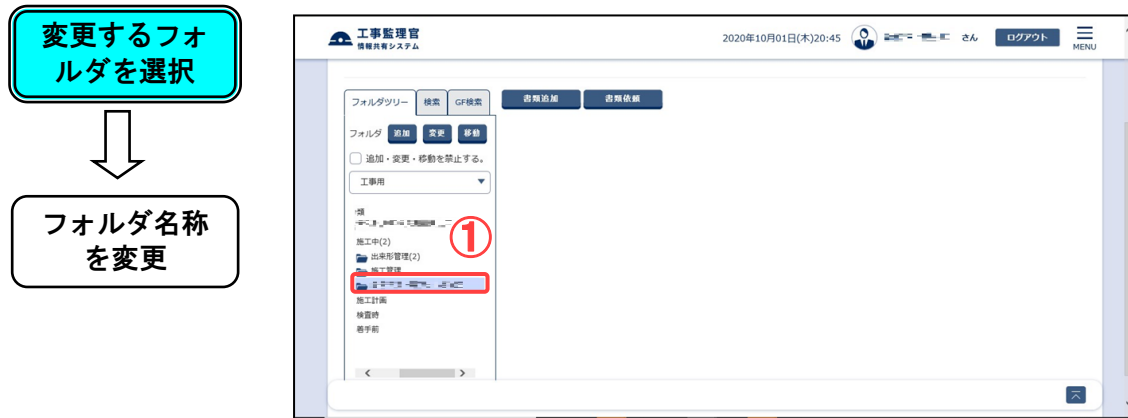 変更するフォ
ルダを選択
フォルダ名称
を変更
工事監理官
情報共有システム
2020年10月01日(木)20:45
さん
ログアウト
MENU
フォルダツリー
検索
GF検索
書類追加
書類依頼
フォルダ
追加
変更
移動
追加・変更・移動を禁止する。
工事用
類
①
施工中(2)
出来形管理(2)
施工管理
施工計画
検査時
着手前